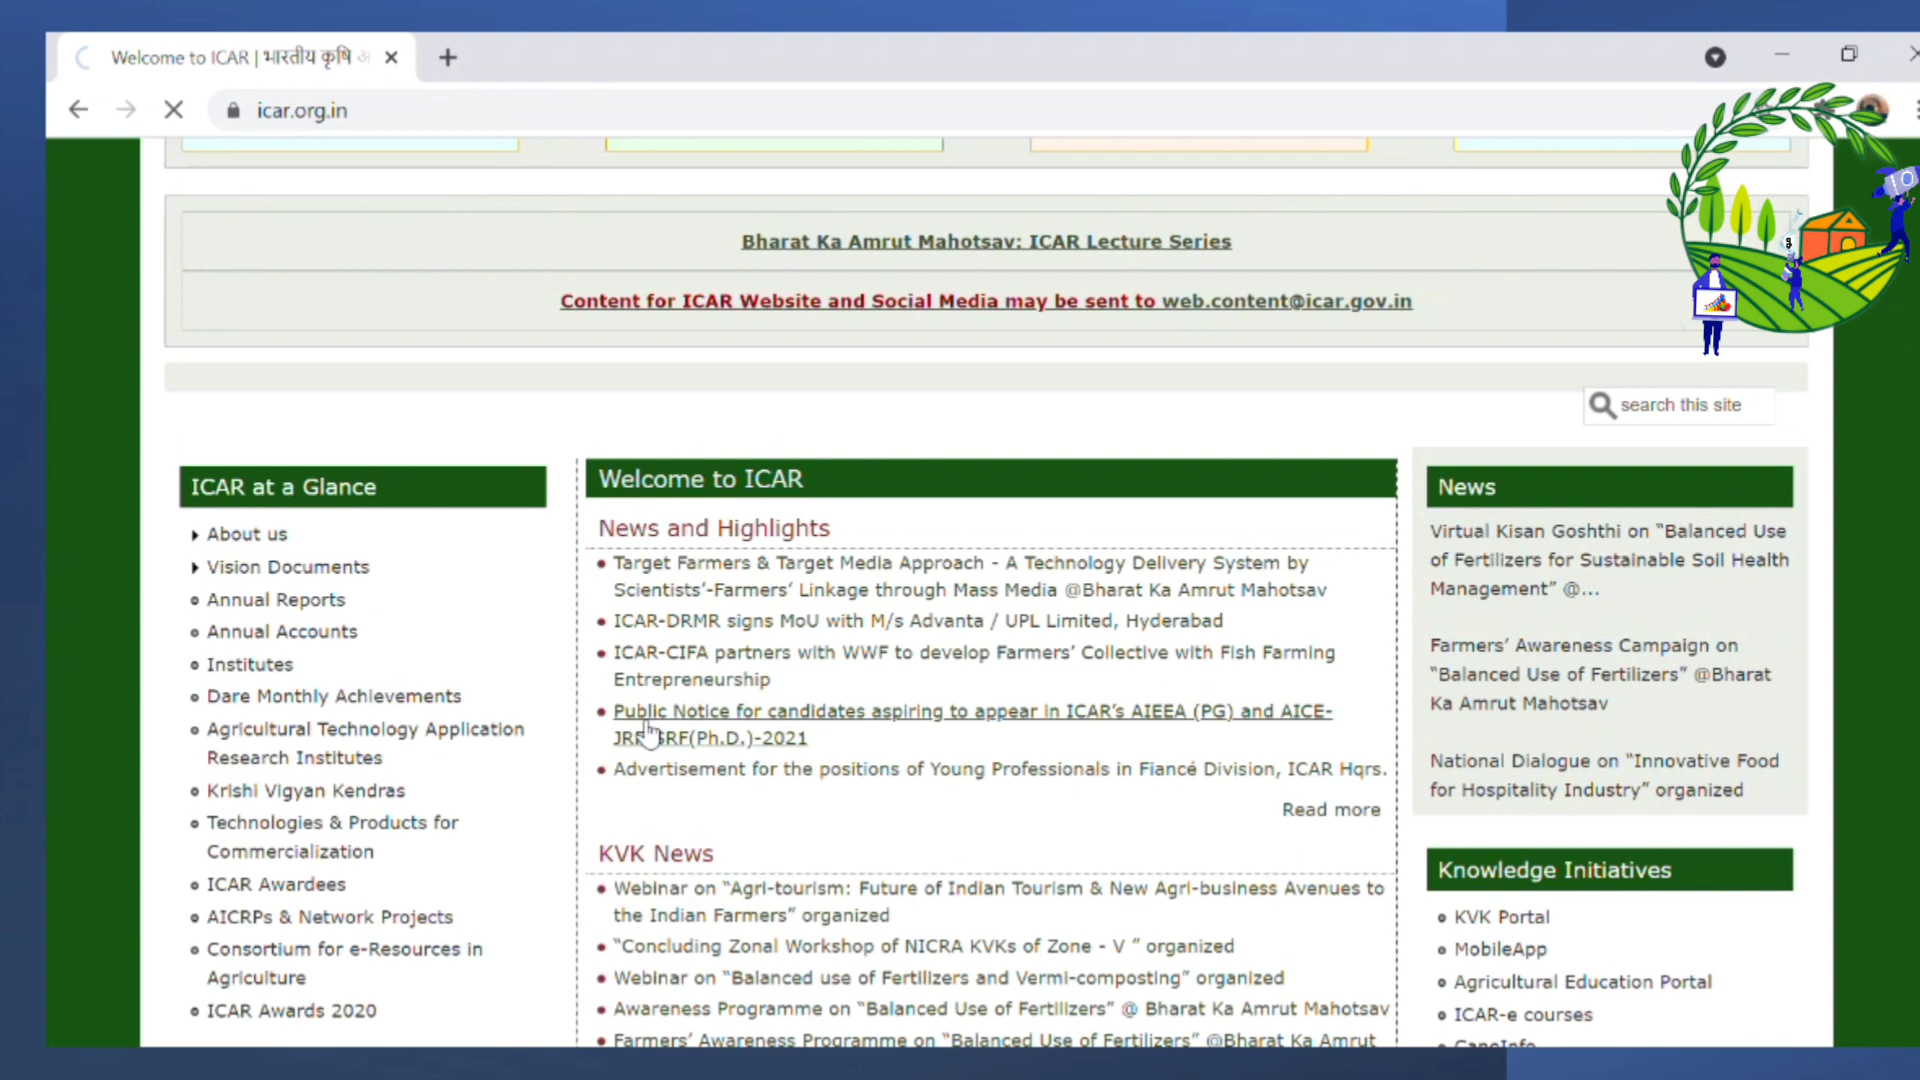 Welcome to ICAR | भारतीय कृषि
icar.org.in
Bharat Ka Amrut Mahotsav: ICAR Lecture Series
Content for ICAR Website and Social Media may be sent to web.content@icar.gov.in
search this site
ICAR at a Glance
About us
Vision Documents
Annual Reports
Annual Accounts
Institutes
Dare Monthly Achievements
Agricultural Technology Application
Research Institutes
Krishi Vigyan Kendras
Technologies & Products for
Commercialization
ICAR Awardees
AICRPs & Network Projects
Consortium for e-Resources in
Agriculture
ICAR Awards 2020
Welcome to ICAR
News and Highlights
Target Farmers & Target Media Approach - A Technology Delivery System by
Scientists'-Farmers' Linkage through Mass Media @Bharat Ka Amrut Mahotsav
ICAR-DRMR signs MoU with M/s Advanta / UPL Limited, Hyderabad
ICAR-CIFA partners with WWF to develop Farmers' Collective with Fish Farming
Entrepreneurship
Public Notice for candidates aspiring to appear in ICAR's AIEEA (PG) and AICE-
(Ph.D.)-2021
Advertisement for the positions of Young Professionals in Fiancé Division, ICAR Hqrs.
Read more
KVK News
Webinar on "Agri-tourism: Future of Indian Tourism & New Agri-business Avenues to
the Indian Farmers" organized
"Concluding Zonal Workshop of NICRA KVKs of Zone - V " organized
Webinar on "Balanced use of Fertilizers and Vermi-composting" organized
Awareness Programme on "Balanced Use of Fertilizers" @ Bharat Ka Amrut Mahotsav
Farmers' Awareness Programme on "Balanced Use of Fertilizers" @Bharat Ka Amrut
News
Virtual Kisan Goshthi on "Balanced Use
of Fertilizers for Sustainable Soil Health
Management" @...
Farmers' Awareness Campaign on
"Balanced Use of Fertilizers" @Bharat
Ka Amrut Mahotsav
National Dialogue on "Innovative Food
for Hospitality Industry" organized
Knowledge Initiatives
KVK Portal
MobileApp
Agricultural Education Portal
ICAR-e courses